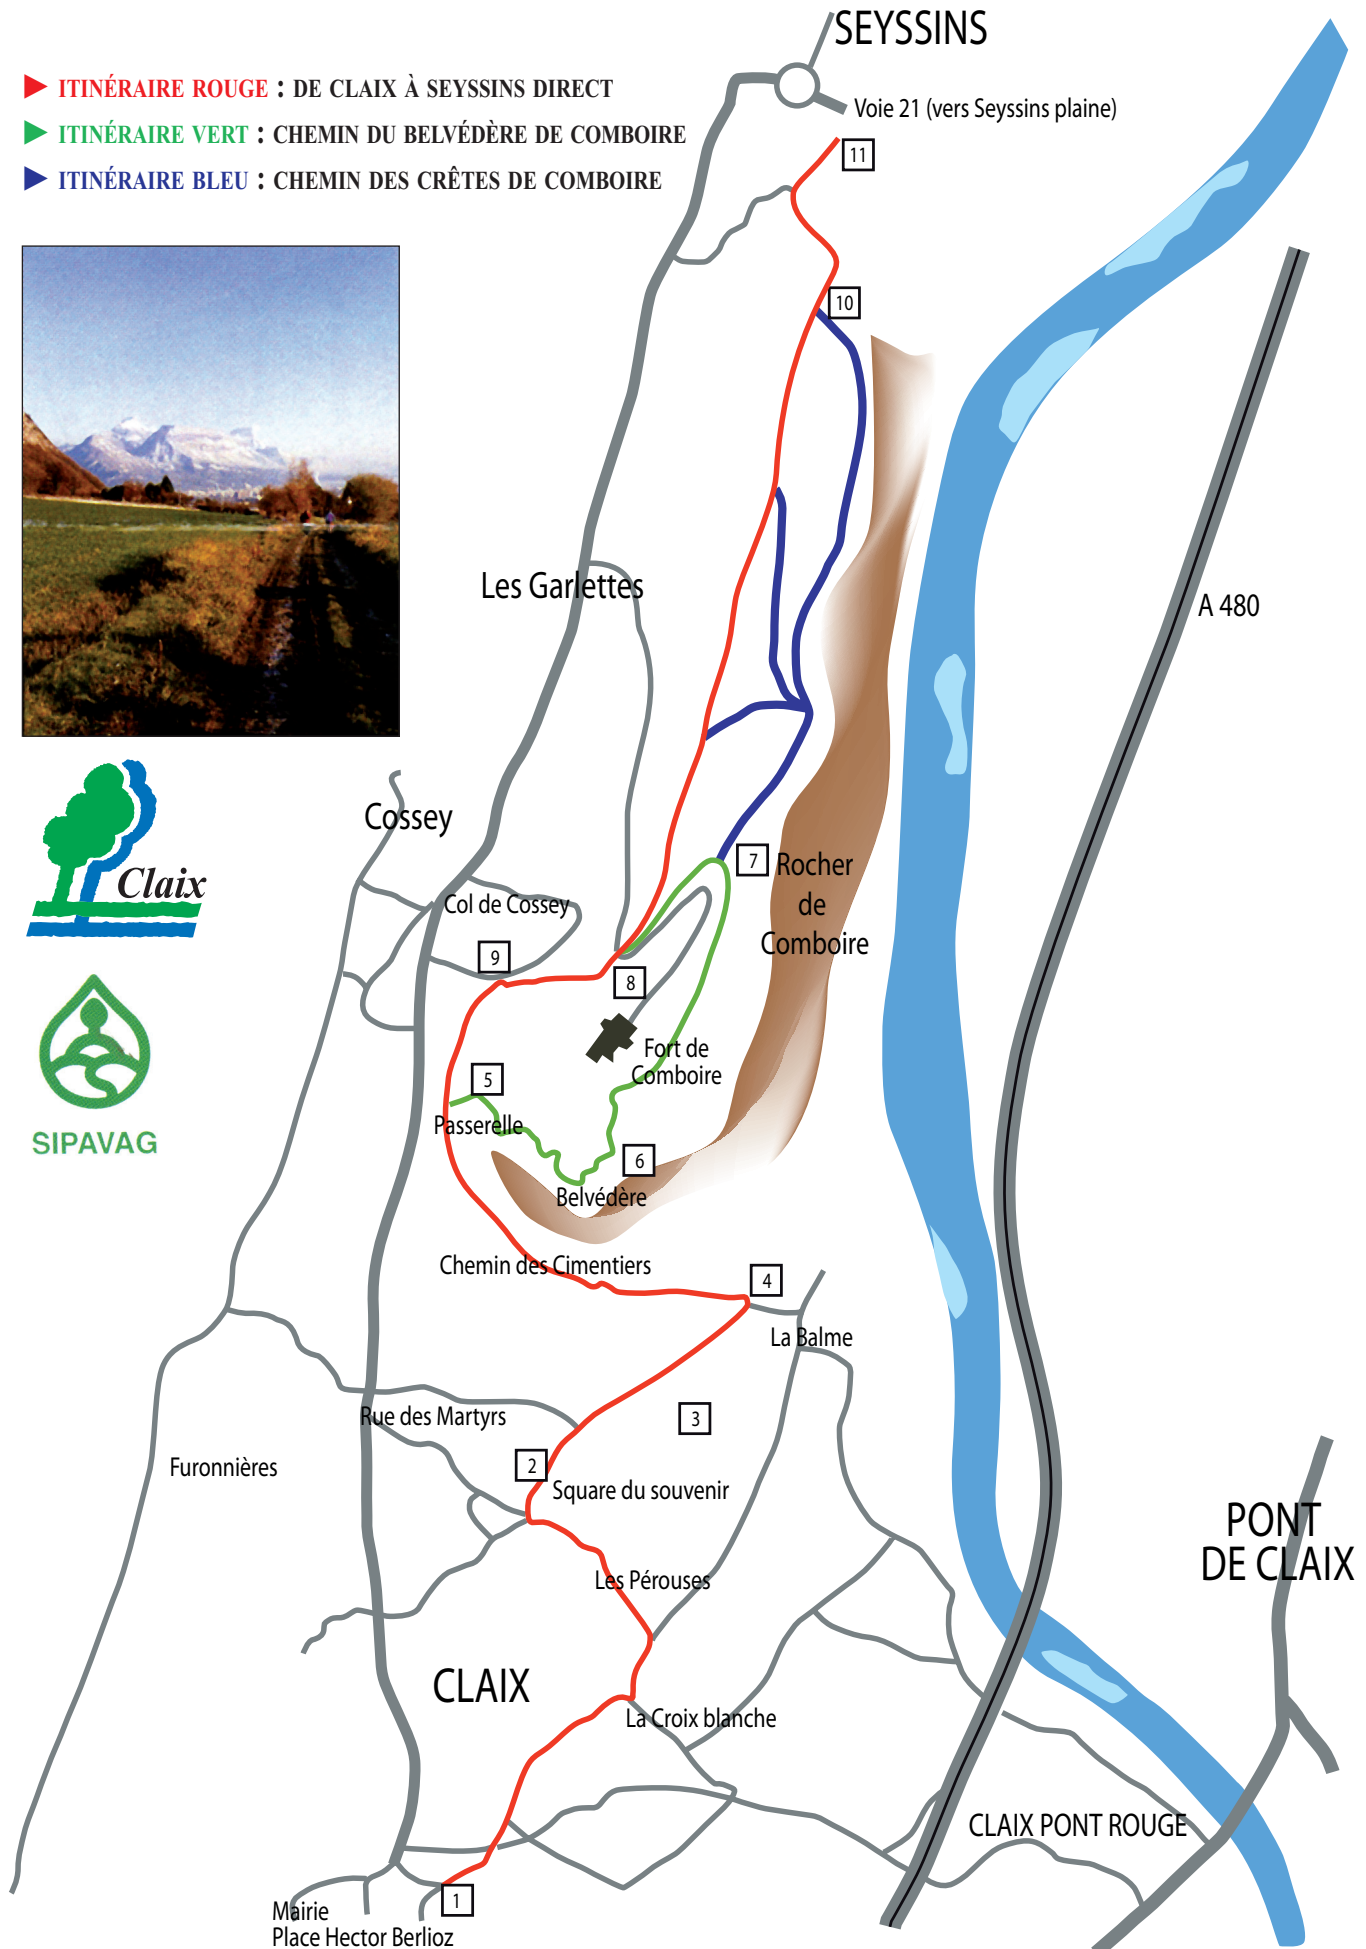 SEYSSINS
▶ ITINÉRAIRE ROUGE : DE CLAIX À SEYSSINS DIRECT
Voie 21 (vers Seyssins plaine)
▶ ITINÉRAIRE VERT : CHEMIN DU BELVÉDÈRE DE COMBOIRE
11
▶ ITINÉRAIRE BLEU : CHEMIN DES CRÊTES DE COMBOIRE
10
Les Garlettes
A 480
Cossey
7
Rocher
de
Comboire
Claix
Col de Cossey
9
8
Fort de
Comboire
5
Passerelle
SIPAVAG
6
Belvédère
Chemin des Cimentiers
4
La Balme
Rue des Martyrs
3
Furonnières
2
Square du souvenir
PONT
DE CLAIX
Les Pérouses
CLAIX
La Croix blanche
CLAIX PONT ROUGE
1
Mairie
Place Hector Berlioz